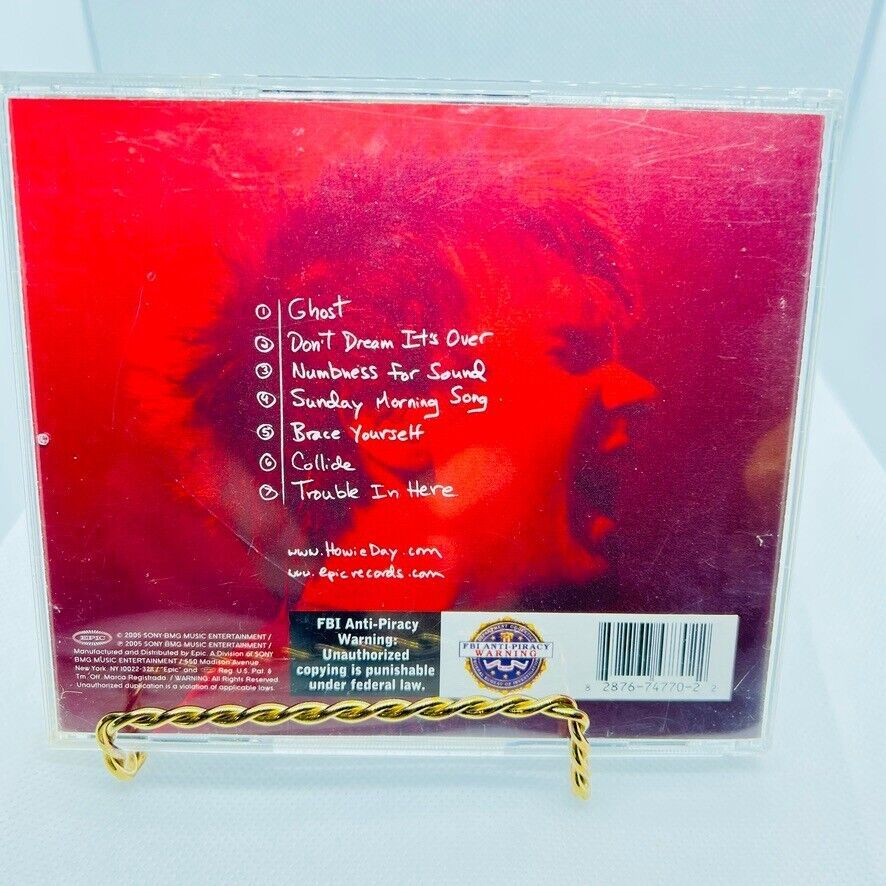 1 Ghost
2 Don't Dream It's Over
3 Numbness For Sound
4 Sunday Morning Song
5 Brace Yourself
6 Collide
7 Trouble In Here
www.HowieDay.com
www.epicrecords.com
EPIC
© 2005 SONY BMG MUSIC ENTERTAINMENT /
℗ 2005 SONY BMG MUSIC ENTERTAINMENT /
Manufactured and Distributed by Epic. A Division of SONY
BMG MUSIC ENTERTAINMENT / 550 Madison Avenue
New York, NY 10022-3211 / "Epic" and Reg. U.S. Pat. &
Tm. Off. Marca Registrada. / WARNING: All Rights Reserved.
Unauthorized duplication is a violation of applicable laws.
FBI Anti-Piracy
Warning:
Unauthorized
copying is punishable
under federal law.
FBI ANTI-PIRACY
WARNING
8 2876-74770-2 2